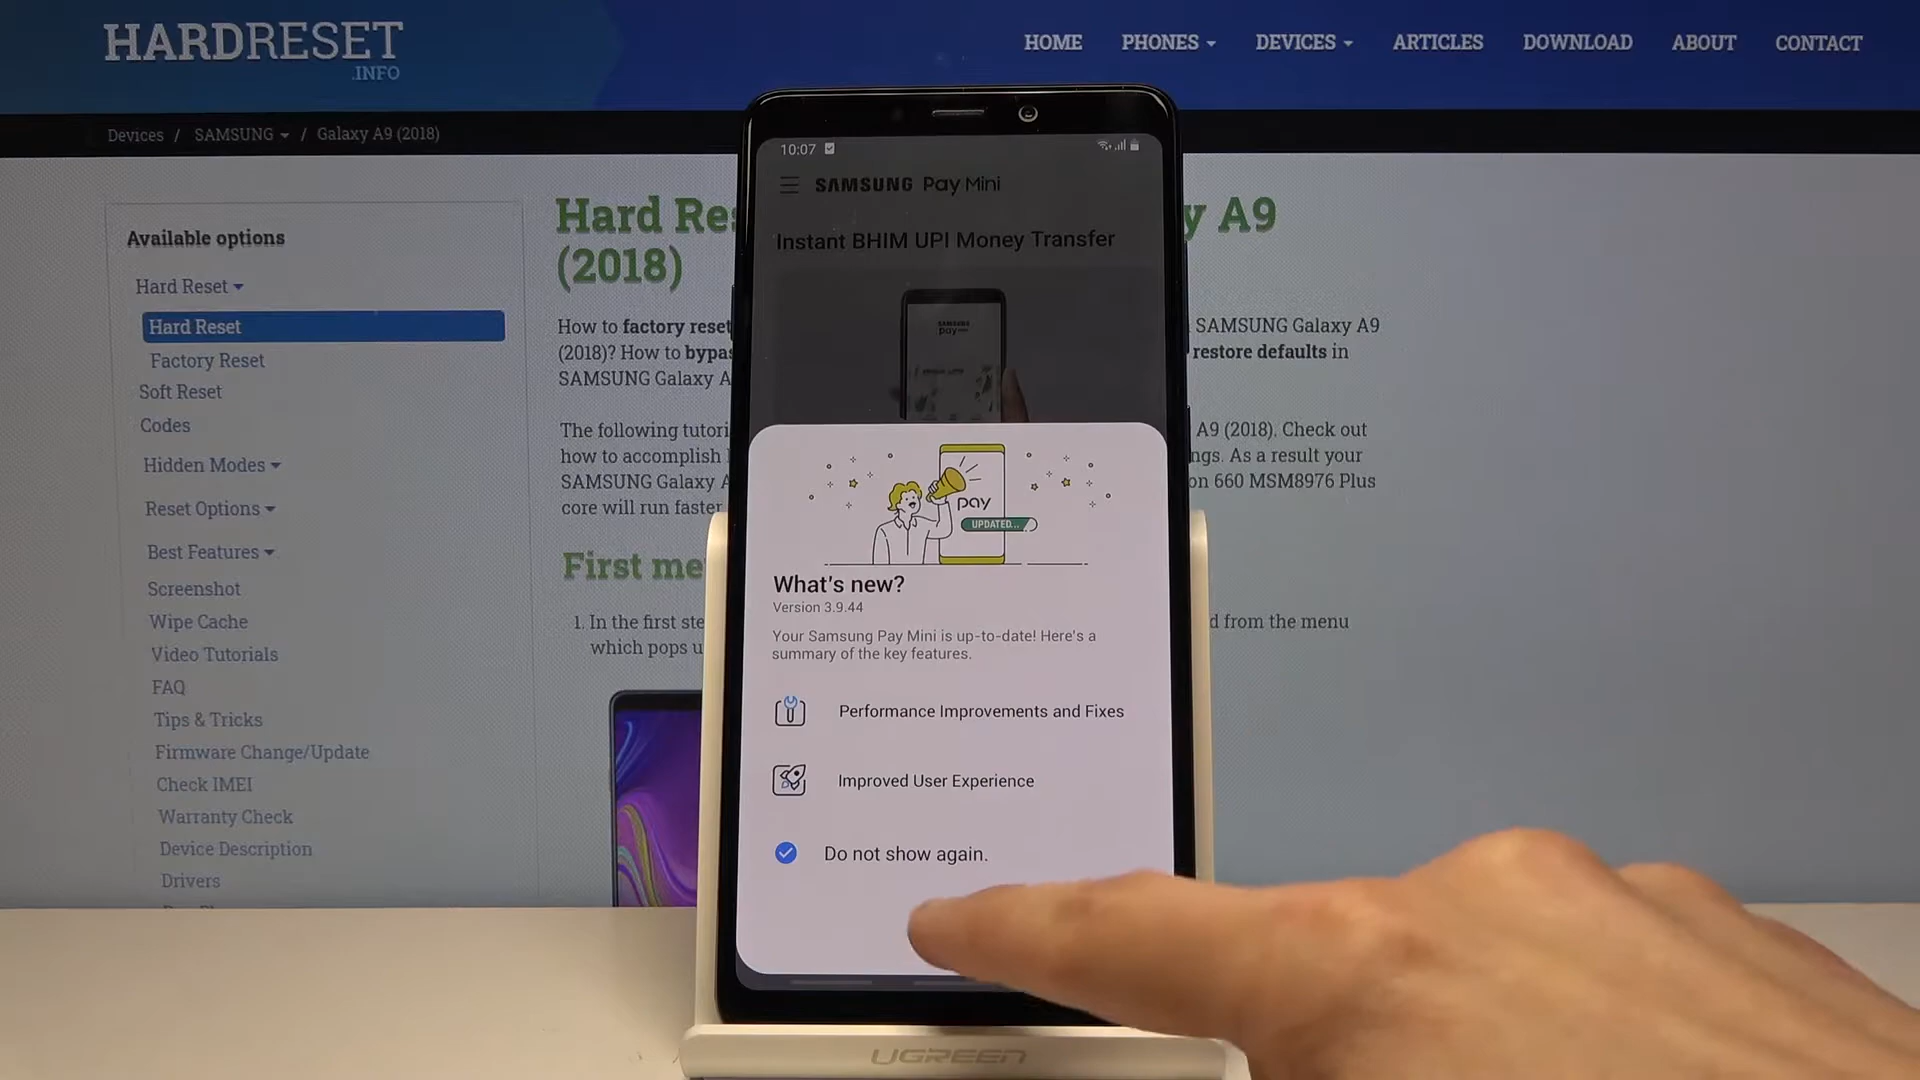 HARDRESET
.INFO
HOME PHONES DEVICES ARTICLES DOWNLOAD ABOUT CONTACT
Devices / SAMSUNG / Galaxy A9 (2018)
Available options
Hard Reset
Hard Reset
Factory Reset
Soft Reset
Codes
Hidden Modes
Reset Options
Best Features
Screenshot
Wipe Cache
Video Tutorials
FAQ
Tips & Tricks
Firmware Change/Update
Check IMEI
Warranty Check
Device Description
Drivers
Hard Res y A9
(2018)
How to factory reset SAMSUNG Galaxy A9
(2018)? How to bypas restore defaults in
SAMSUNG Galaxy A
The following tutori A9 (2018). Check out
how to accomplish ngs. As a result your
SAMSUNG Galaxy A on 660 MSM8976 Plus
core will run faster
First me
1. In the first ste d from the menu
which pops u
10:07
SAMSUNG Pay Mini
Instant BHIM UPI Money Transfer
SAMSUNG
pay
pay
UPDATED...
What's new?
Version 3.9.44
Your Samsung Pay Mini is up-to-date! Here's a
summary of the key features.
Performance Improvements and Fixes
Improved User Experience
Do not show again.
UGREEN